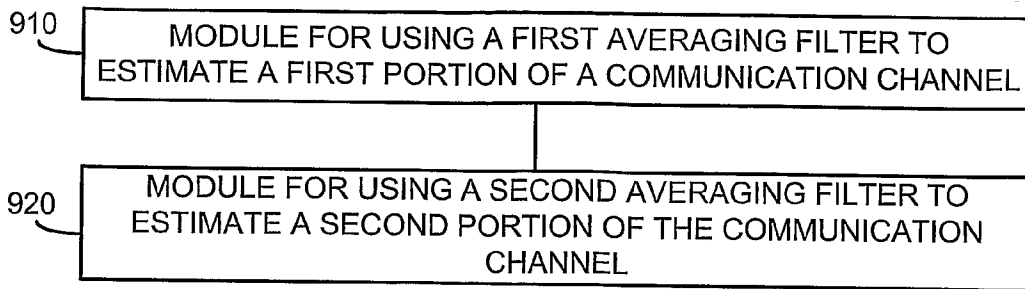 910
MODULE FOR USING A FIRST AVERAGING FILTER TO
ESTIMATE A FIRST PORTION OF A COMMUNICATION CHANNEL
920
MODULE FOR USING A SECOND AVERAGING FILTER TO
ESTIMATE A SECOND PORTION OF THE COMMUNICATION
CHANNEL